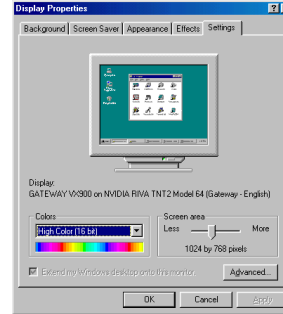 Display Properties
Background Screen Saver Appearance Effects Settings
Display:
GATEWAY VX900 on NVIDIA RIVA TNT2 Model 64 (Gateway - English)
Colors
High Color (16 bit)
Screen area
Less More
1024 by 768 pixels
Extend my Windows desktop onto this monitor
Advanced...
OK Cancel Apply